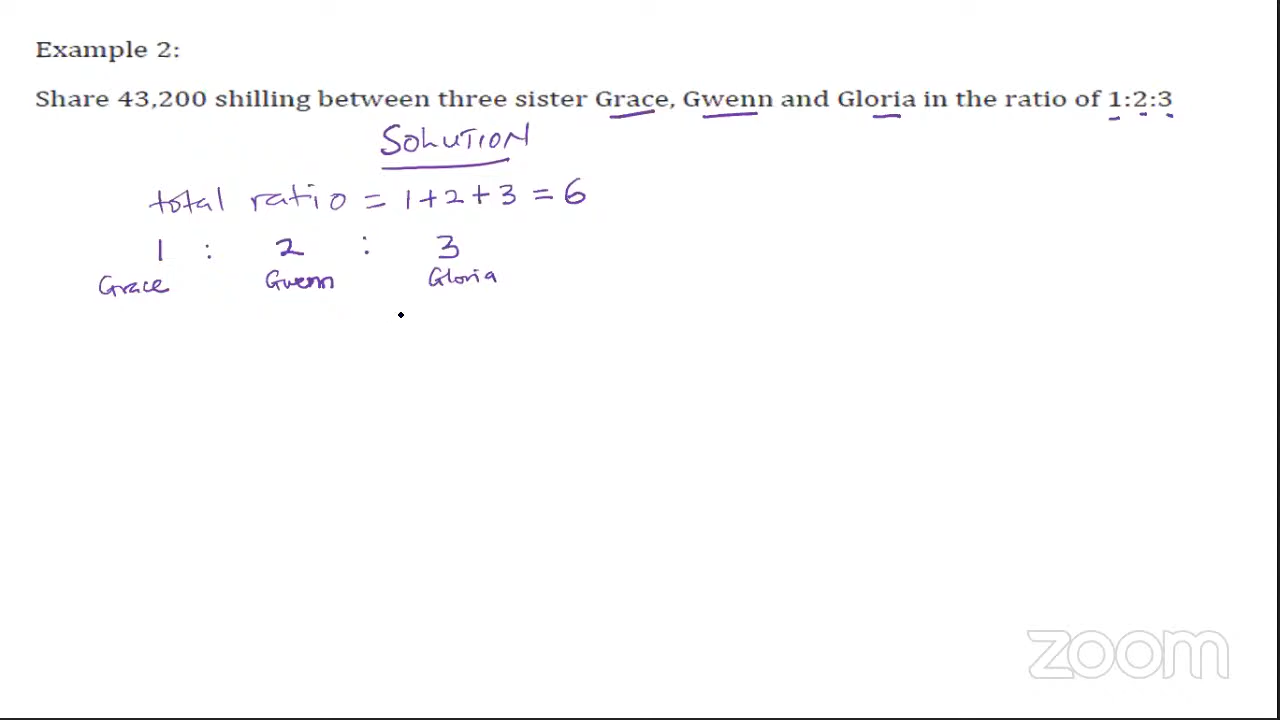 Example 2:
Share 43,200 shilling between three sister Grace, Gwenn and Gloria in the ratio of 1:2:3
SOLUTION
total ratio = 1+2+3 = 6
1 : 2 : 3
Grace Gwenn Gloria
zoom